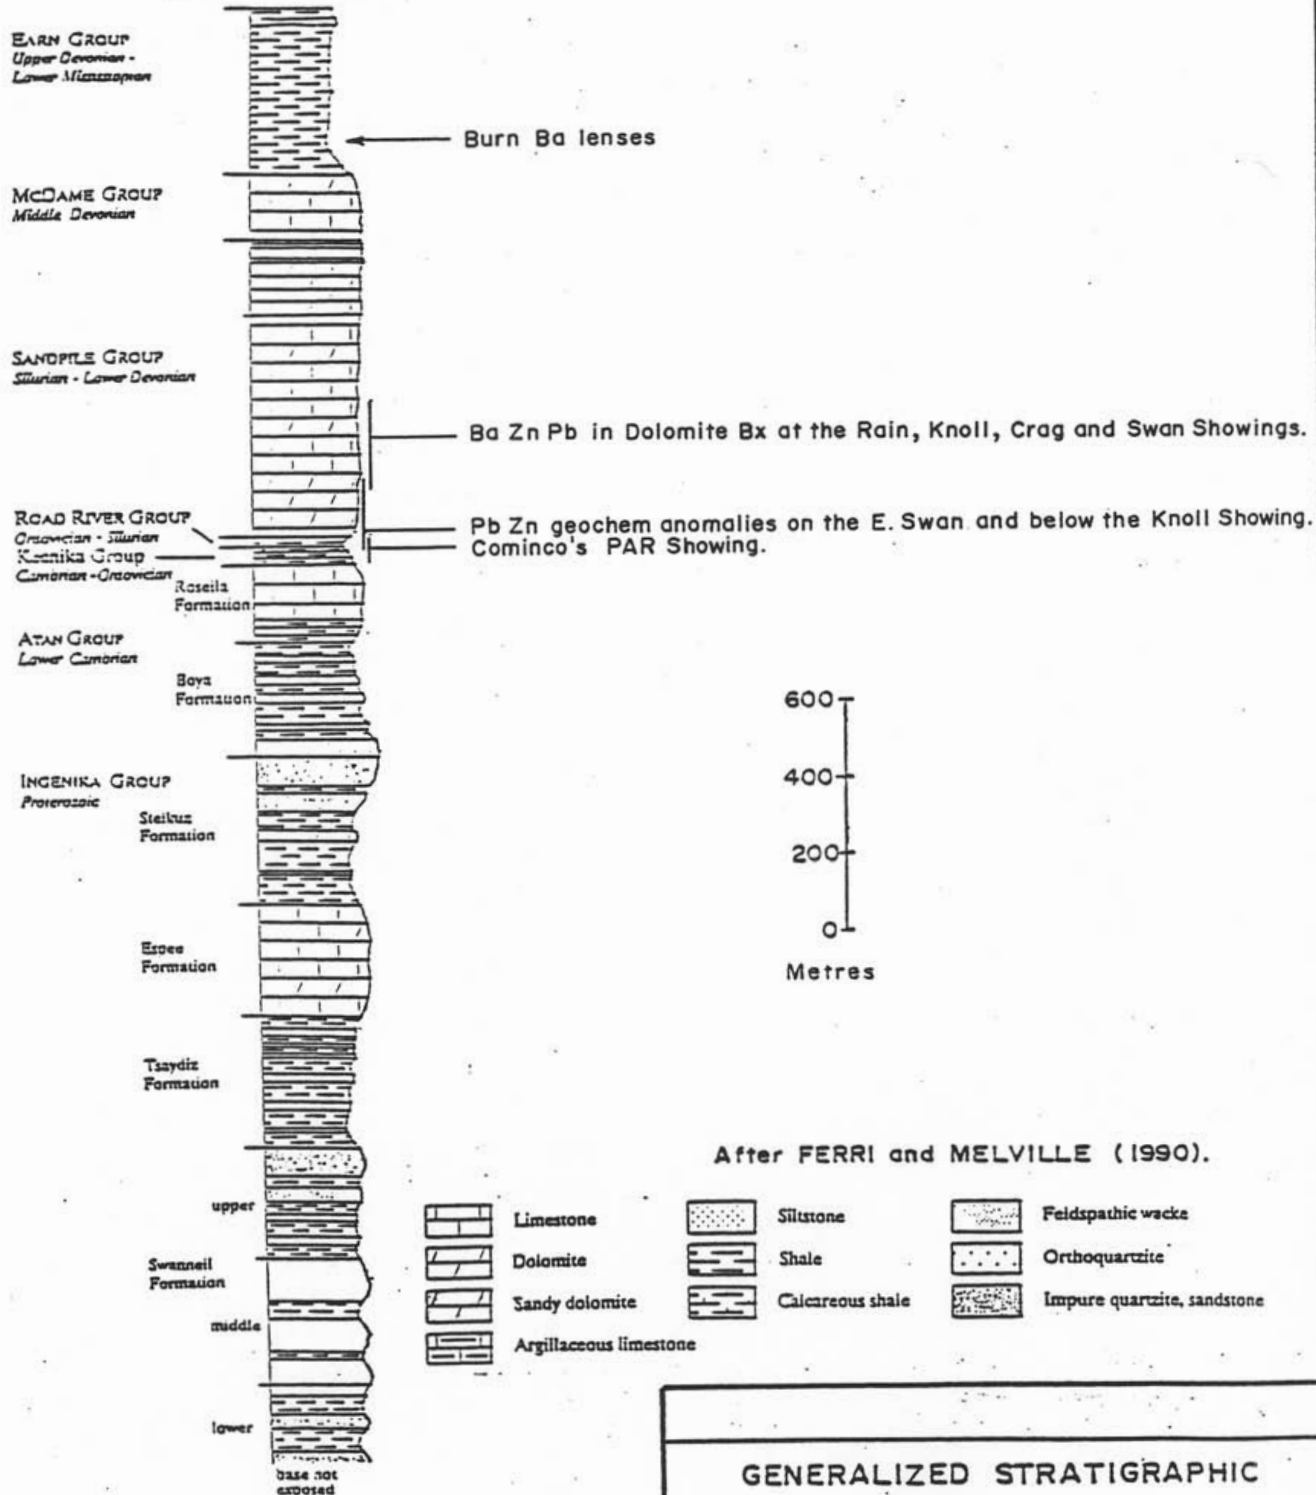 EARN GROUP
Upper Devonian -
Lower Mississippian
Burn Ba lenses
MCDAME GROUP
Middle Devonian
SANDPILE GROUP
Silurian - Lower Devonian
Ba Zn Pb in Dolomite Bx at the Rain, Knoll, Crag and Swan Showings.
ROAD RIVER GROUP
Ordovician - Silurian
Pb Zn geochem anomalies on the E. Swan and below the Knoll Showing.
Kechika Group
Cominco's PAR Showing.
Cambrian-Ordovician
Rosella
Formation
ATAN GROUP
Lower Cambrian
Boya
Formation
600
400
200
0
Metres
INGENIKA GROUP
Proterozoic
Stelkuz
Formation
Espee
Formation
Tsaydiz
Formation
After FERRI and MELVILLE (1990).
upper
Swannell
Formation
middle
lower
base not
exposed
Limestone
Dolomite
Sandy dolomite
Argillaceous limestone
Siltstone
Shale
Calcareous shale
Feldspathic wacke
Orthoquartzite
Impure quartzite, sandstone
GENERALIZED STRATIGRAPHIC